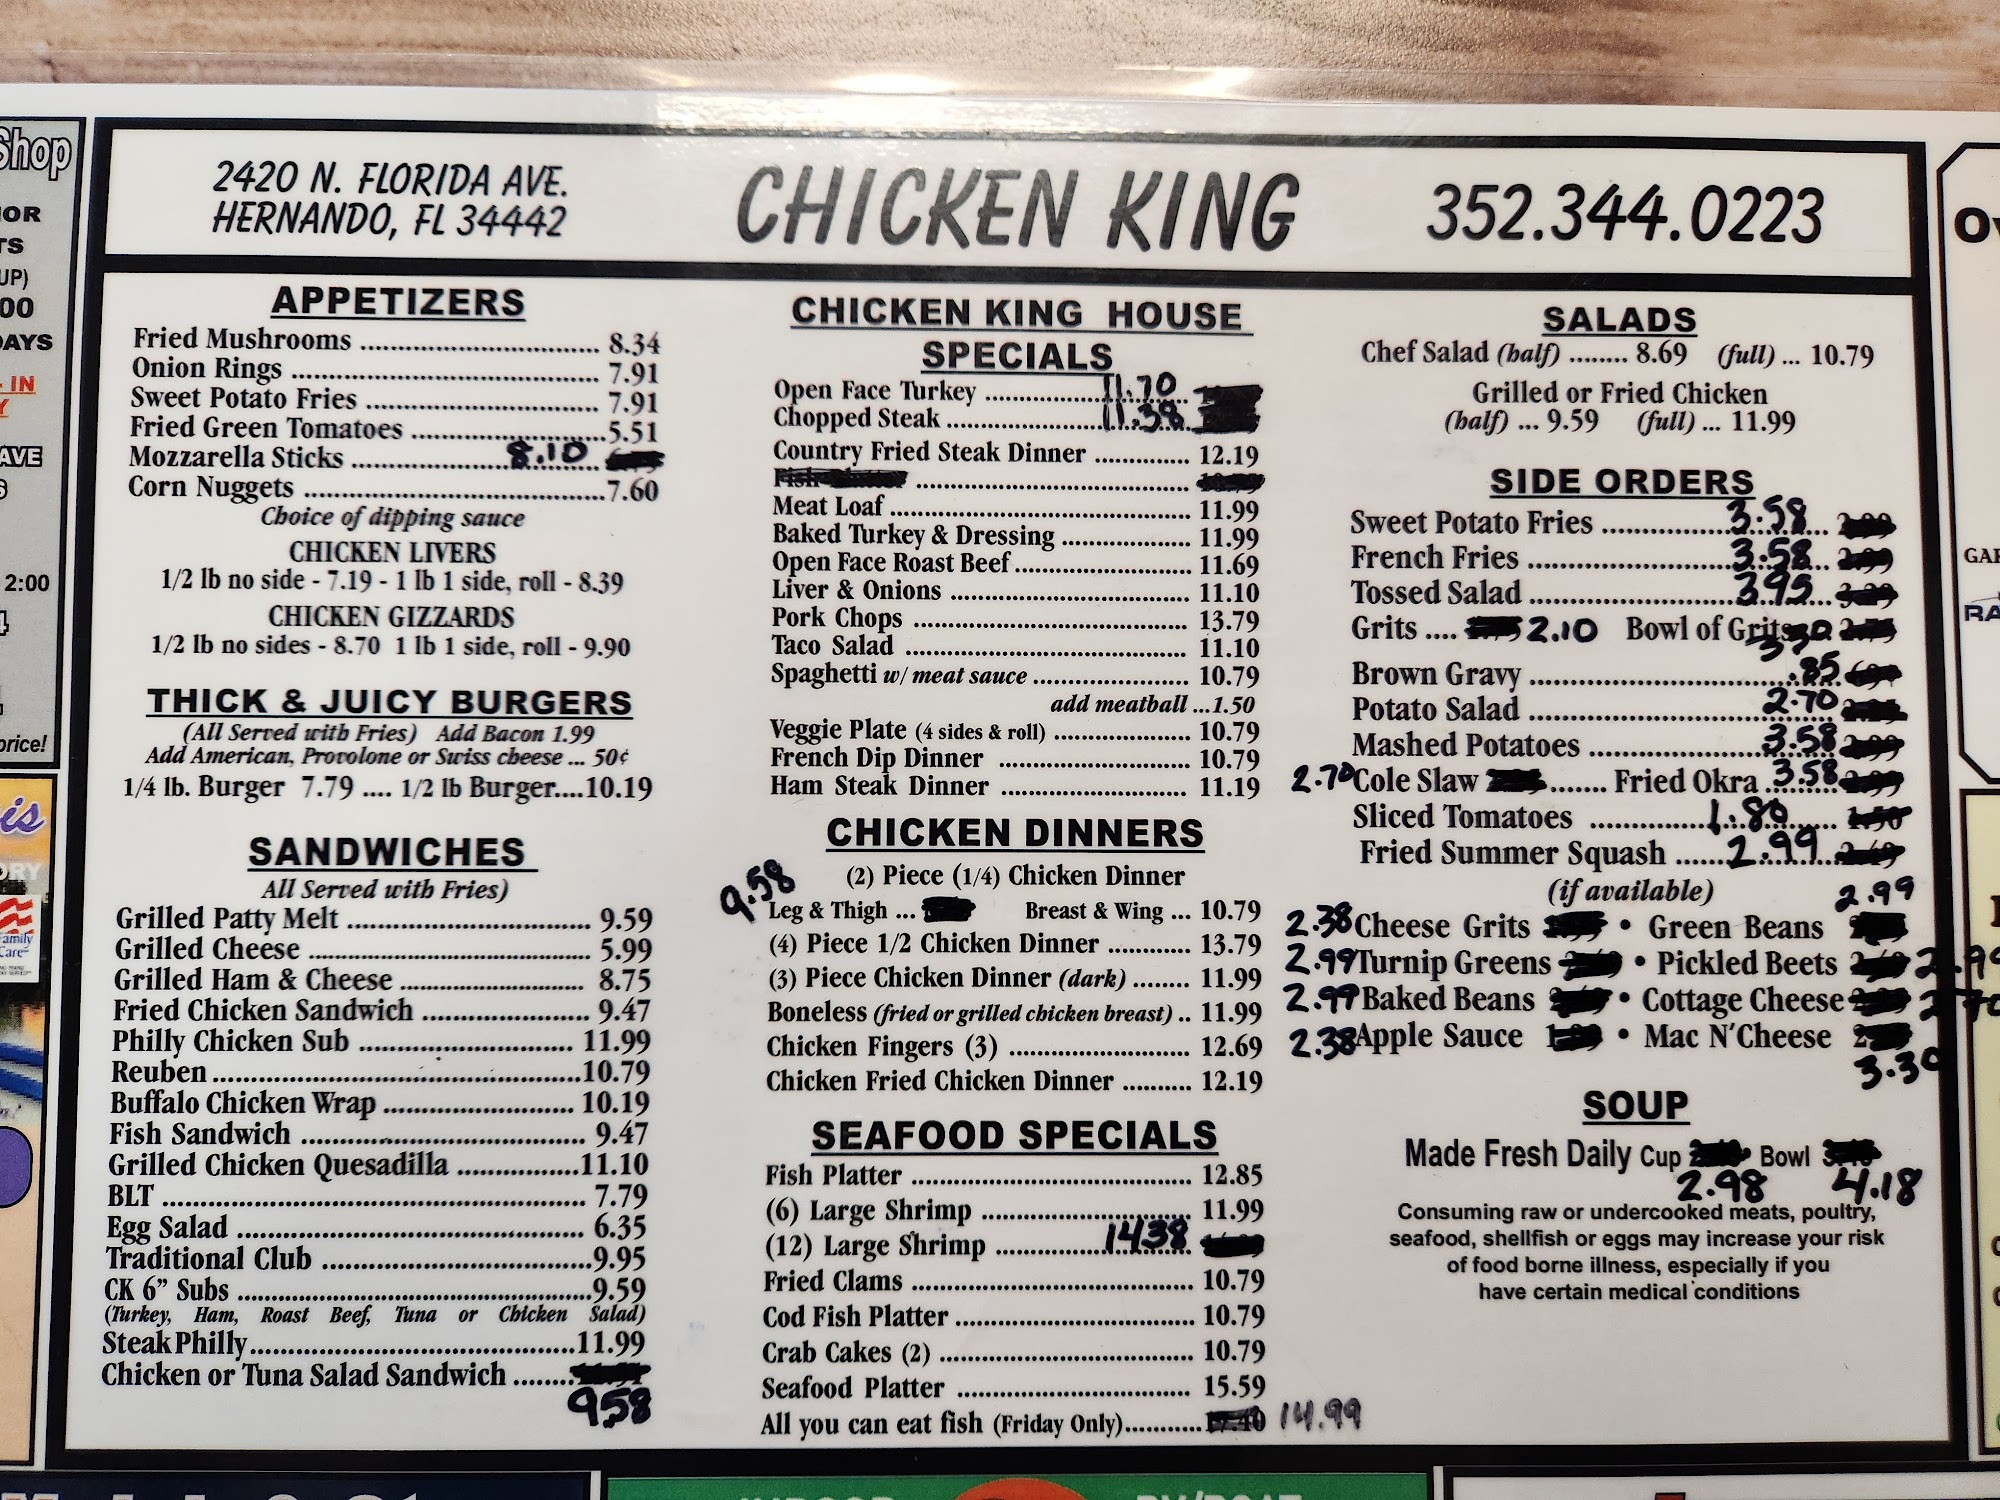 2420 N. FLORIDA AVE.
HERNANDO, FL 34442
CHICKEN KING
352.344.0223
APPETIZERS
Fried Mushrooms ........ 8.34
Onion Rings ........ 7.91
Sweet Potato Fries ........ 7.91
Fried Green Tomatoes ........ 5.51
Mozzarella Sticks ........ 8.10
Corn Nuggets ........ 7.60
Choice of dipping sauce
CHICKEN LIVERS
1/2 lb no side - 7.19 - 1 lb 1 side, roll - 8.39
CHICKEN GIZZARDS
1/2 lb no sides - 8.70 1 lb 1 side, roll - 9.90
THICK & JUICY BURGERS
(All Served with Fries) Add Bacon 1.99
Add American, Provolone or Swiss cheese ... 50¢
1/4 lb. Burger 7.79 .... 1/2 lb Burger....10.19
SANDWICHES
All Served with Fries)
Grilled Patty Melt ........ 9.59
Grilled Cheese ........ 5.99
Grilled Ham & Cheese ........ 8.75
Fried Chicken Sandwich ........ 9.47
Philly Chicken Sub ........ 11.99
Reuben ........ 10.79
Buffalo Chicken Wrap ........ 10.19
Fish Sandwich ........ 9.47
Grilled Chicken Quesadilla ........ 11.10
BLT ........ 7.79
Egg Salad ........ 6.35
Traditional Club ........ 9.95
CK 6" Subs ........ 9.59
(Turkey, Ham, Roast Beef, Tuna or Chicken Salad)
Steak Philly ........ 11.99
Chicken or Tuna Salad Sandwich ........
9.58
CHICKEN KING HOUSE
SPECIALS
Open Face Turkey ........ 11.70
Chopped Steak ........ 11.38
Country Fried Steak Dinner ........ 12.19
Meat Loaf ........ 11.99
Baked Turkey & Dressing ........ 11.99
Open Face Roast Beef ........ 11.69
Liver & Onions ........ 11.10
Pork Chops ........ 13.79
Taco Salad ........ 11.10
Spaghetti w/ meat sauce ........ 10.79
add meatball ...1.50
Veggie Plate (4 sides & roll) ........ 10.79
French Dip Dinner ........ 10.79
Ham Steak Dinner ........ 11.19
CHICKEN DINNERS
(2) Piece (1/4) Chicken Dinner
9.58 Leg & Thigh ... Breast & Wing ... 10.79
(4) Piece 1/2 Chicken Dinner ........ 13.79
(3) Piece Chicken Dinner (dark) ........ 11.99
Boneless (fried or grilled chicken breast) .. 11.99
Chicken Fingers (3) ........ 12.69
Chicken Fried Chicken Dinner ........ 12.19
SEAFOOD SPECIALS
Fish Platter ........ 12.85
(6) Large Shrimp ........ 11.99
(12) Large Shrimp ........ 14.38
Fried Clams ........ 10.79
Cod Fish Platter ........ 10.79
Crab Cakes (2) ........ 10.79
Seafood Platter ........ 15.59
All you can eat fish (Friday Only) ........ 14.99
SALADS
Chef Salad (half) ........ 8.69 (full) ... 10.79
Grilled or Fried Chicken
(half) ... 9.59 (full) ... 11.99
SIDE ORDERS
Sweet Potato Fries ........ 3.58
French Fries ........ 3.58
Tossed Salad ........ 3.95
Grits .... 2.10 Bowl of Grits
Brown Gravy ........ .85
Potato Salad ........ 2.70
Mashed Potatoes ........ 3.58
2.70 Cole Slaw ....... Fried Okra 3.58
Sliced Tomatoes ........ 1.80
Fried Summer Squash ...... 2.99
(if available)
2.99
2.38 Cheese Grits • Green Beans
2.99 Turnip Greens • Pickled Beets
2.99 Baked Beans • Cottage Cheese
2.38 Apple Sauce • Mac N'Cheese
3.30
SOUP
Made Fresh Daily Cup Bowl
2.98 4.18
Consuming raw or undercooked meats, poultry,
seafood, shellfish or eggs may increase your risk
of food borne illness, especially if you
have certain medical conditions
Shop
DAYS
2:00
price!